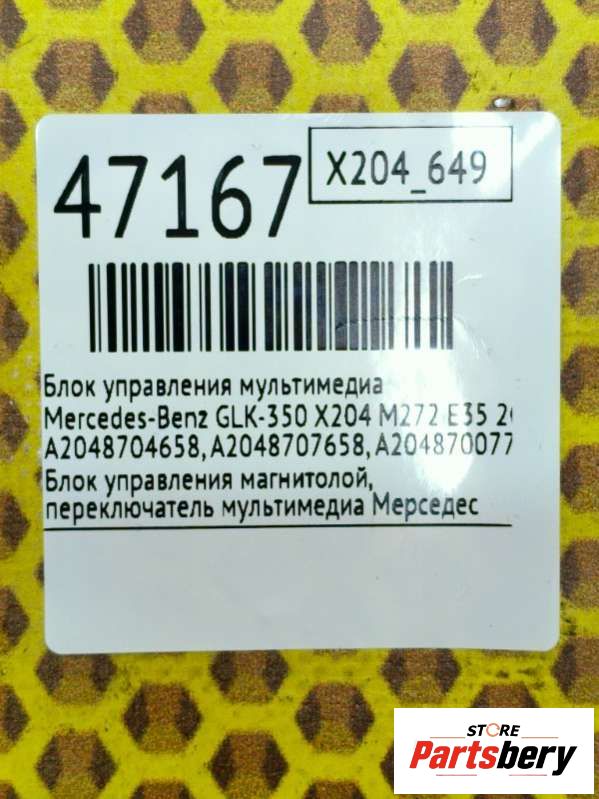 47167
X204_649
Блок управления мультимедиа
Mercedes-Benz GLK-350 X204 M272 E35
A2048704658, A2048707658, A204870077
Блок управления магнитолой,
переключатель мультимедиа Мерседес
STORE
Partsbery